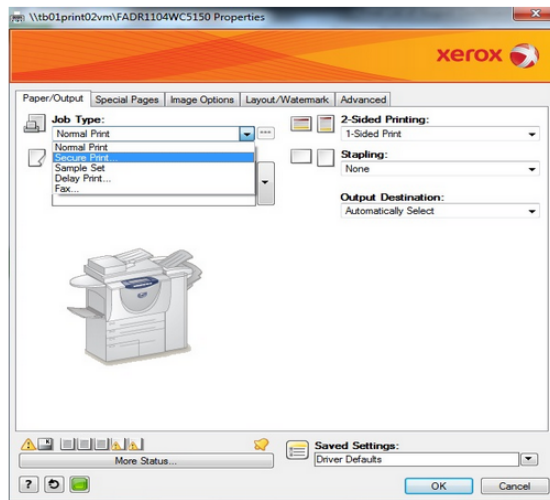 \\tb01print02vm\FADR1104WC5150 Properties
xerox
Paper/Output Special Pages Image Options Layout/Watermark Advanced
Job Type:
Normal Print
Normal Print
Secure Print...
Sample Set
Delay Print...
Fax...
2-Sided Printing:
1-Sided Print
Stapling:
None
Output Destination:
Automatically Select
More Status...
Saved Settings:
Driver Defaults
?
OK Cancel